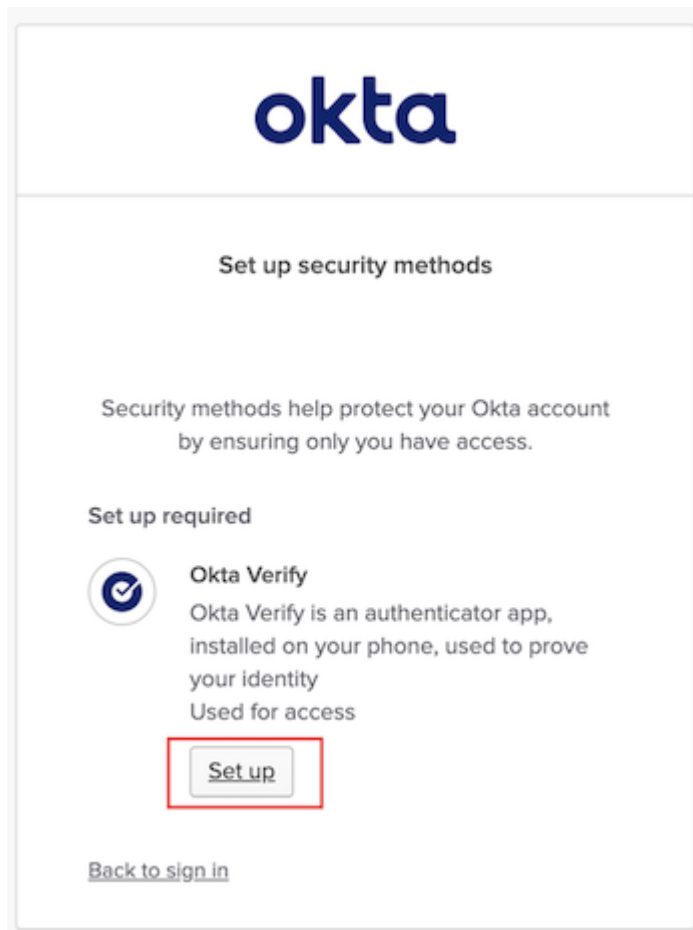 okta
Set up security methods
Security methods help protect your Okta account
by ensuring only you have access.
Set up required
Okta Verify
Okta Verify is an authenticator app,
installed on your phone, used to prove
your identity
Used for access
Set up
Back to sign in